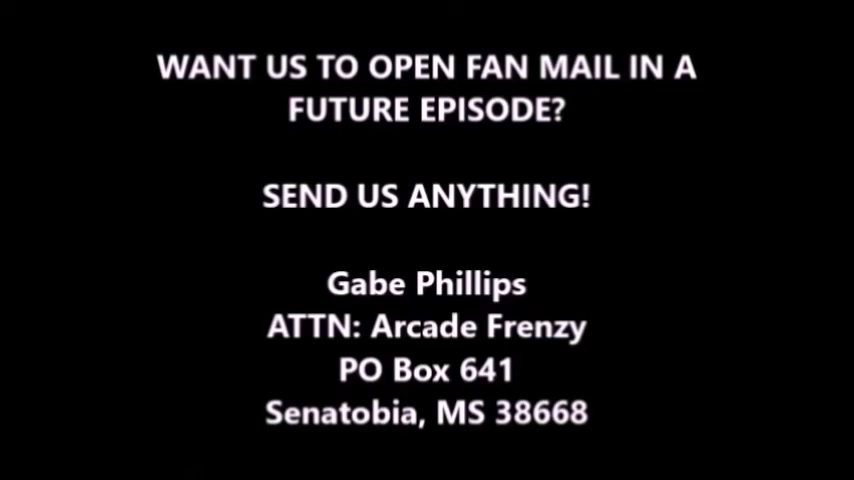 WANT US TO OPEN FAN MAIL IN A
FUTURE EPISODE?
SEND US ANYTHING!
Gabe Phillips
ATTN: Arcade Frenzy
PO Box 641
Senatobia, MS 38668